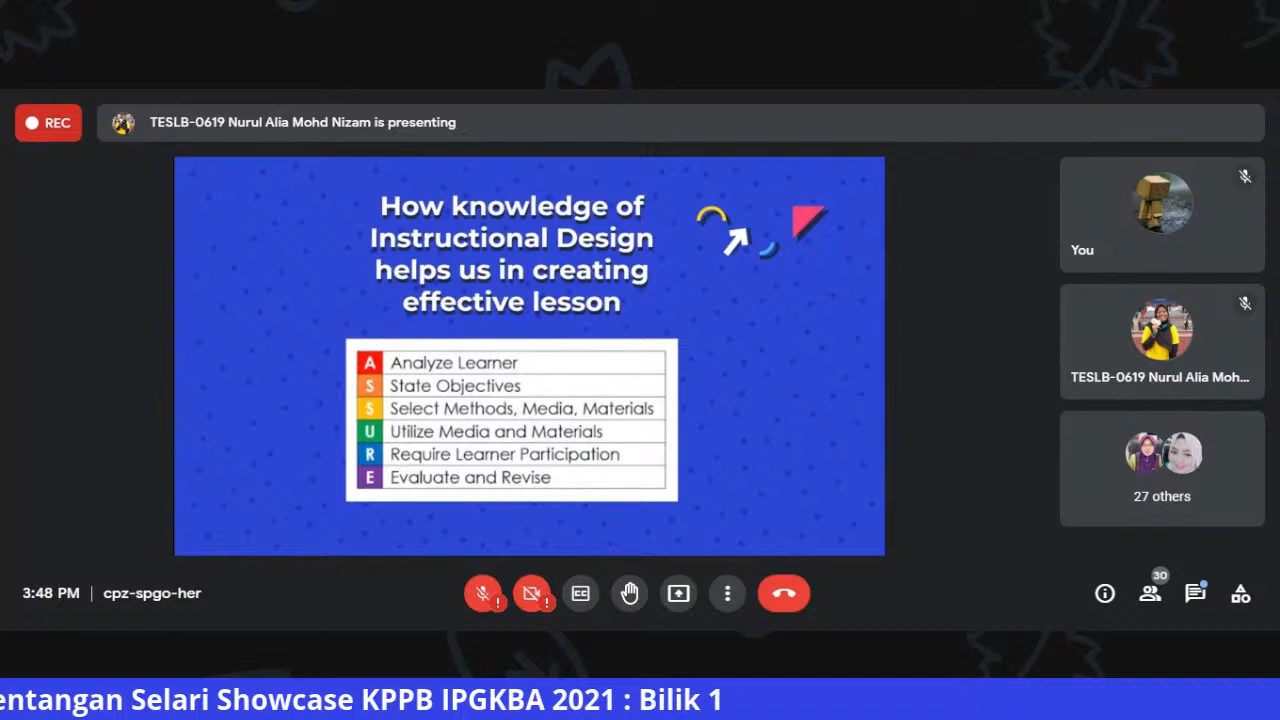 REC
TESLB-0619 Nurul Alia Mohd Nizam is presenting
How knowledge of
Instructional Design
helps us in creating
effective lesson
A Analyze Learner
S State Objectives
S Select Methods, Media, Materials
U Utilize Media and Materials
R Require Learner Participation
E Evaluate and Revise
You
TESLB-0619 Nurul Alia Moh...
27 others
3:48 PM | cpz-spgo-her
CC
30
entangan Selari Showcase KPPB IPGKBA 2021 : Bilik 1